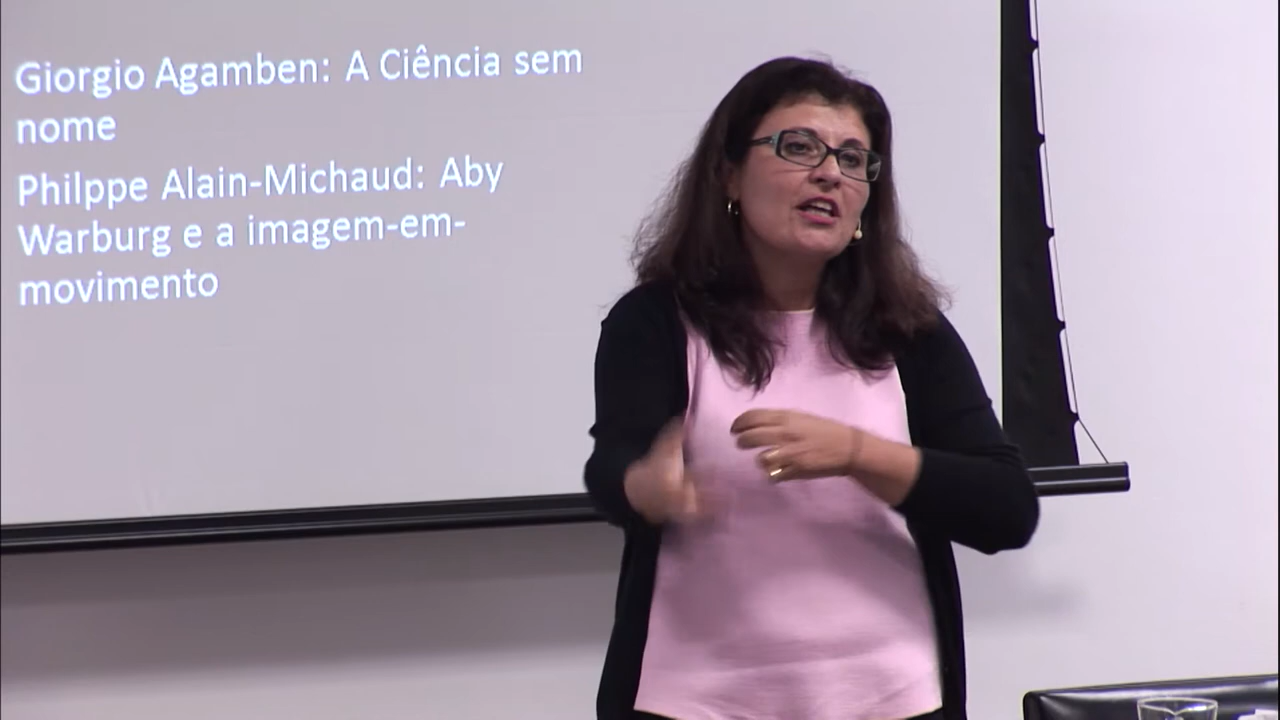 Giorgio Agamben: A Ciência sem
nome
Philppe Alain-Michaud: Aby
Warburg e a imagem-em-
movimento